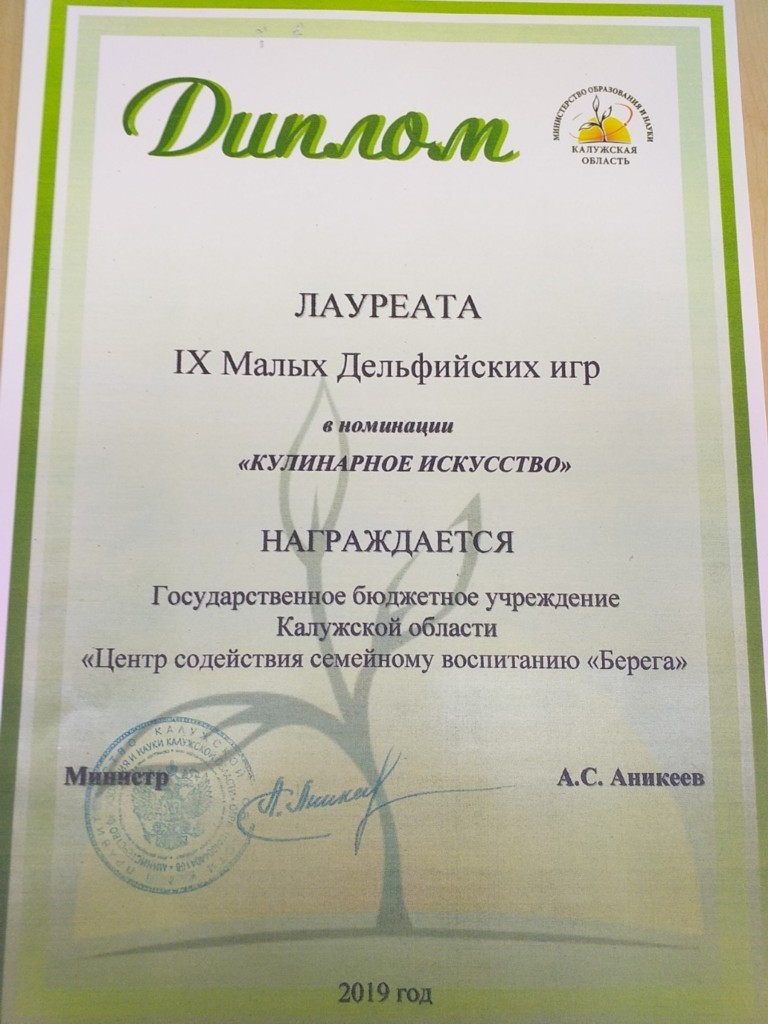 Диплом
МИНИСТЕРСТВО ОБРАЗОВАНИЯ И НАУКИ
КАЛУЖСКАЯ
ОБЛАСТЬ
ЛАУРЕАТА
IX Малых Дельфийских игр
в номинации
«КУЛИНАРНОЕ ИСКУССТВО»
НАГРАЖДАЕТСЯ
Государственное бюджетное учреждение
Калужской области
«Центр содействия семейному воспитанию «Берега»
Министр
А. Аникеев
А.С. Аникеев
2019 год